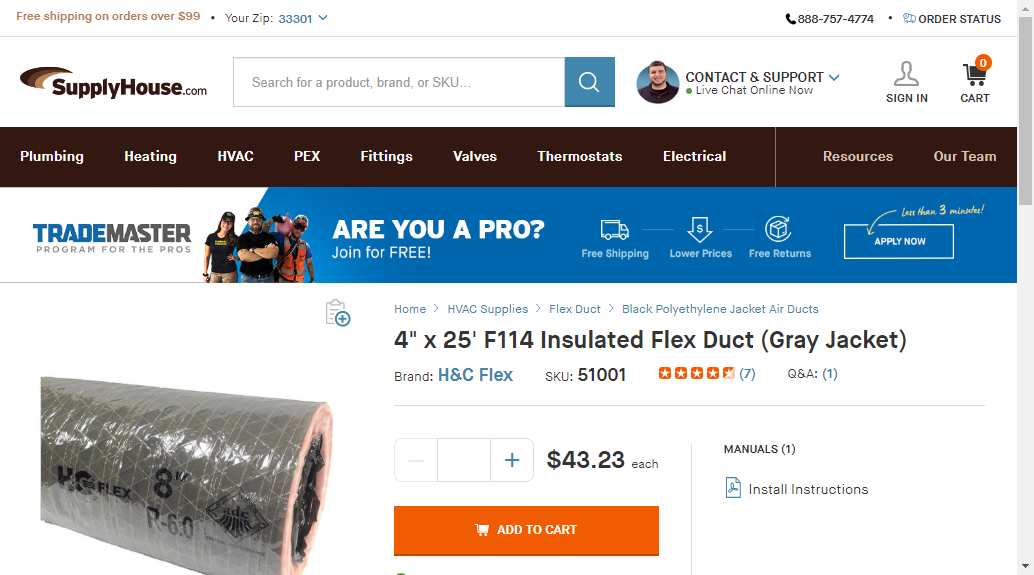 Free shipping on orders over $99 • Your Zip: 33301
888-757-4774 • ORDER STATUS
SupplyHouse.com
Search for a product, brand, or SKU...
CONTACT & SUPPORT
Live Chat Online Now
SIGN IN
0
CART
Plumbing Heating HVAC PEX Fittings Valves Thermostats Electrical Resources Our Team
TRADEMASTER
PROGRAM FOR THE PROS
ARE YOU A PRO?
Join for FREE!
Free Shipping Lower Prices Free Returns
less than 3 minutes!
APPLY NOW
Home > HVAC Supplies > Flex Duct > Black Polyethylene Jacket Air Ducts
4" x 25' F114 Insulated Flex Duct (Gray Jacket)
Brand: H&C Flex SKU: 51001 (7) Q&A: (1)
H&C FLEX 8"
R-6.0
adc
$43.23 each
ADD TO CART
MANUALS (1)
Install Instructions